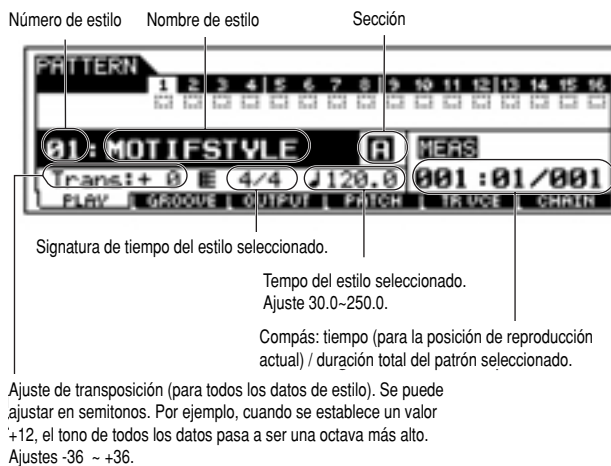 Número de estilo Nombre de estilo Sección
PATTERN
1 2 3 4 5 6 7 8 9 10 11 12 13 14 15 16
01:MOTIFSTYLE A MEAS
Trans:+ 0 4/4 ♩120.0 001:01/001
PLAY GROOVE OUTPUT PATCH TR VCE CHAIN
Signatura de tiempo del estilo seleccionado.
Tempo del estilo seleccionado.
Ajuste 30.0~250.0.
Compás: tiempo (para la posición de reproducción
actual) / duración total del patrón seleccionado.
Ajuste de transposición (para todos los datos de estilo). Se puede
ajustar en semitonos. Por ejemplo, cuando se establece un valor
+12, el tono de todos los datos pasa a ser una octava más alto.
Ajustes -36 ~ +36.